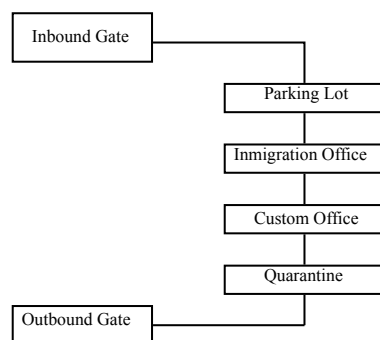 Inbound Gate
Parking Lot
Inmigration Office
Custom Office
Quarantine
Outbound Gate